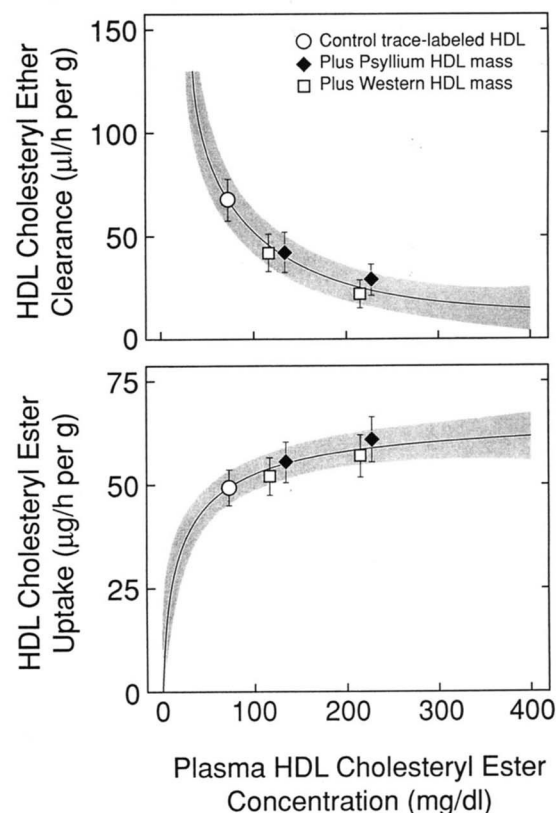 HDL Cholesteryl Ether
Clearance (µl/h per g)
150
100
50
0
Control trace-labeled HDL
Plus Psyllium HDL mass
Plus Western HDL mass
HDL Cholesteryl Ester
Uptake (µg/h per g)
75
50
25
0
0 100 200 300 400
Plasma HDL Cholesteryl Ester
Concentration (mg/dl)